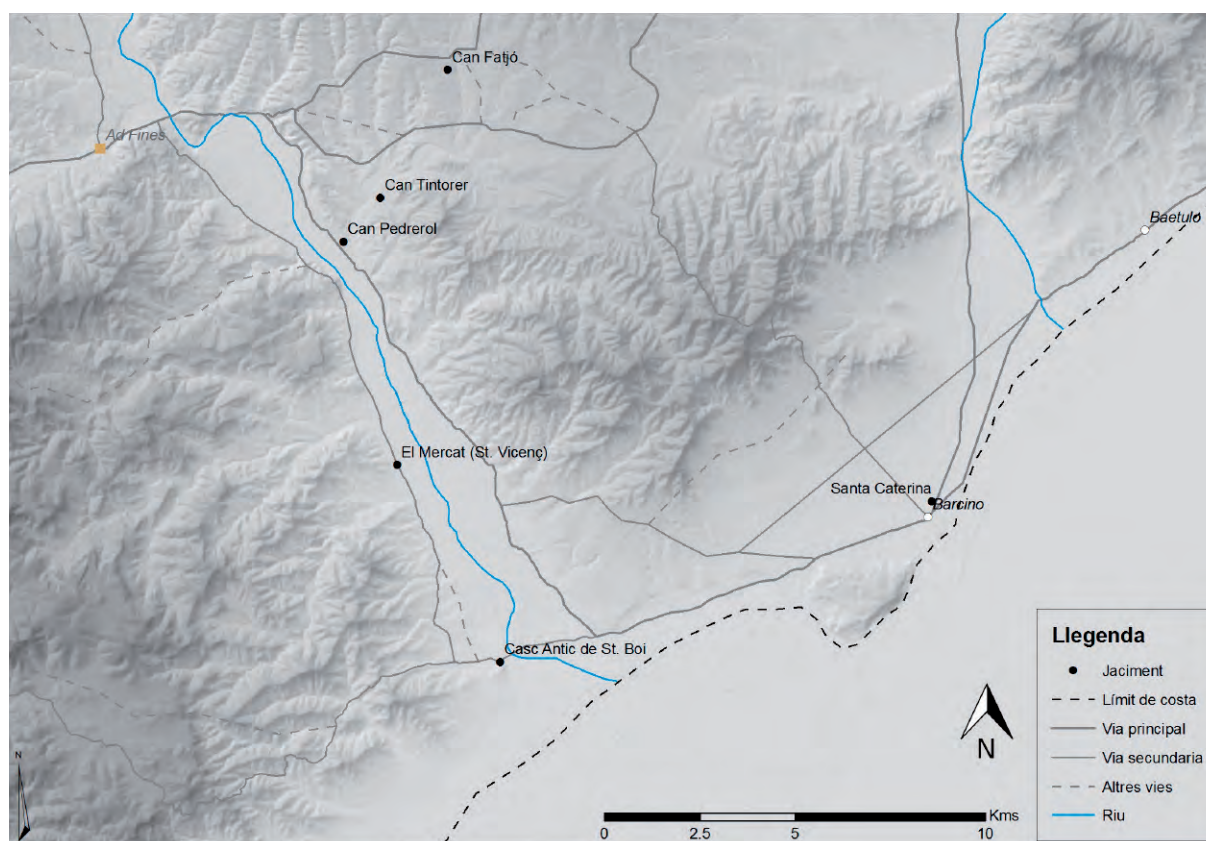 Can Fatjó
Ad Fines
Can Tintorer
Can Pedrerol
Baetulo
El Mercat (St. Vicenç)
Santa Caterina
Barcino
Casc Antic de St. Boi
Llegenda
Jaciment
Límit de costa
Via principal
Via secundaria
Altres vies
Riu
N
N
Kms
0 2.5 5 10